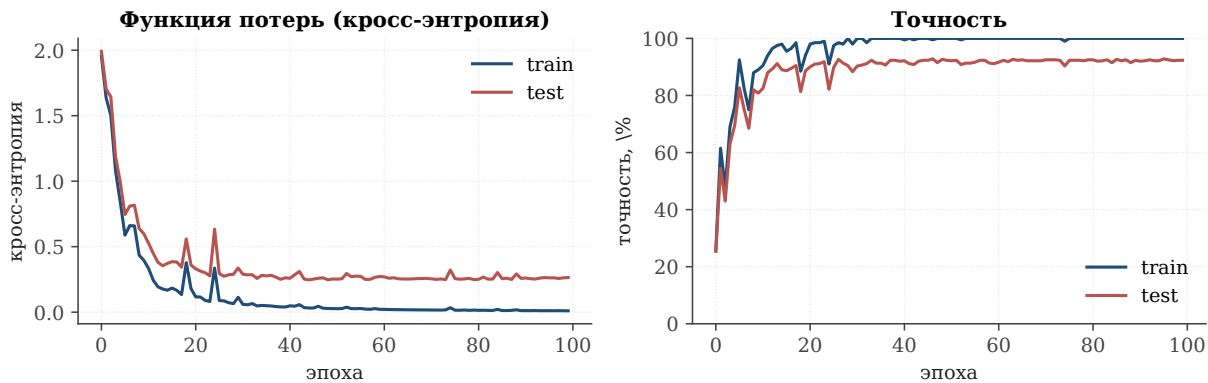 Функция потерь (кросс-энтропия)
кросс-энтропия
2.0
1.5
1.0
0.5
0.0
train
test
0
20
40
60
80
100
эпоха
Точность
точность, \%
100
80
60
40
20
0
train
test
0
20
40
60
80
100
эпоха